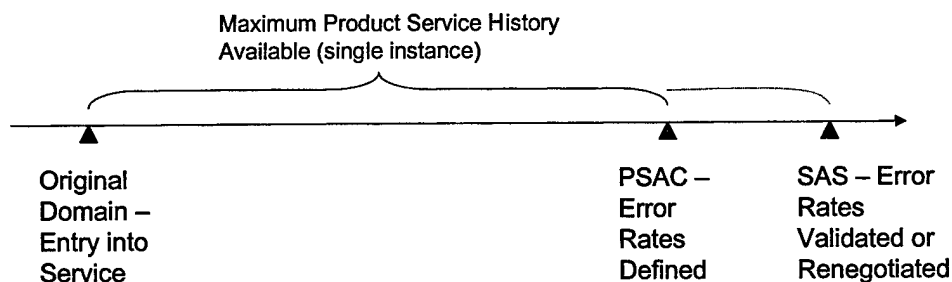 Maximum Product Service History
Available (single instance)
Original
Domain –
Entry into
Service
PSAC –
Error
Rates
Defined
SAS – Error
Rates
Validated or
Renegotiated